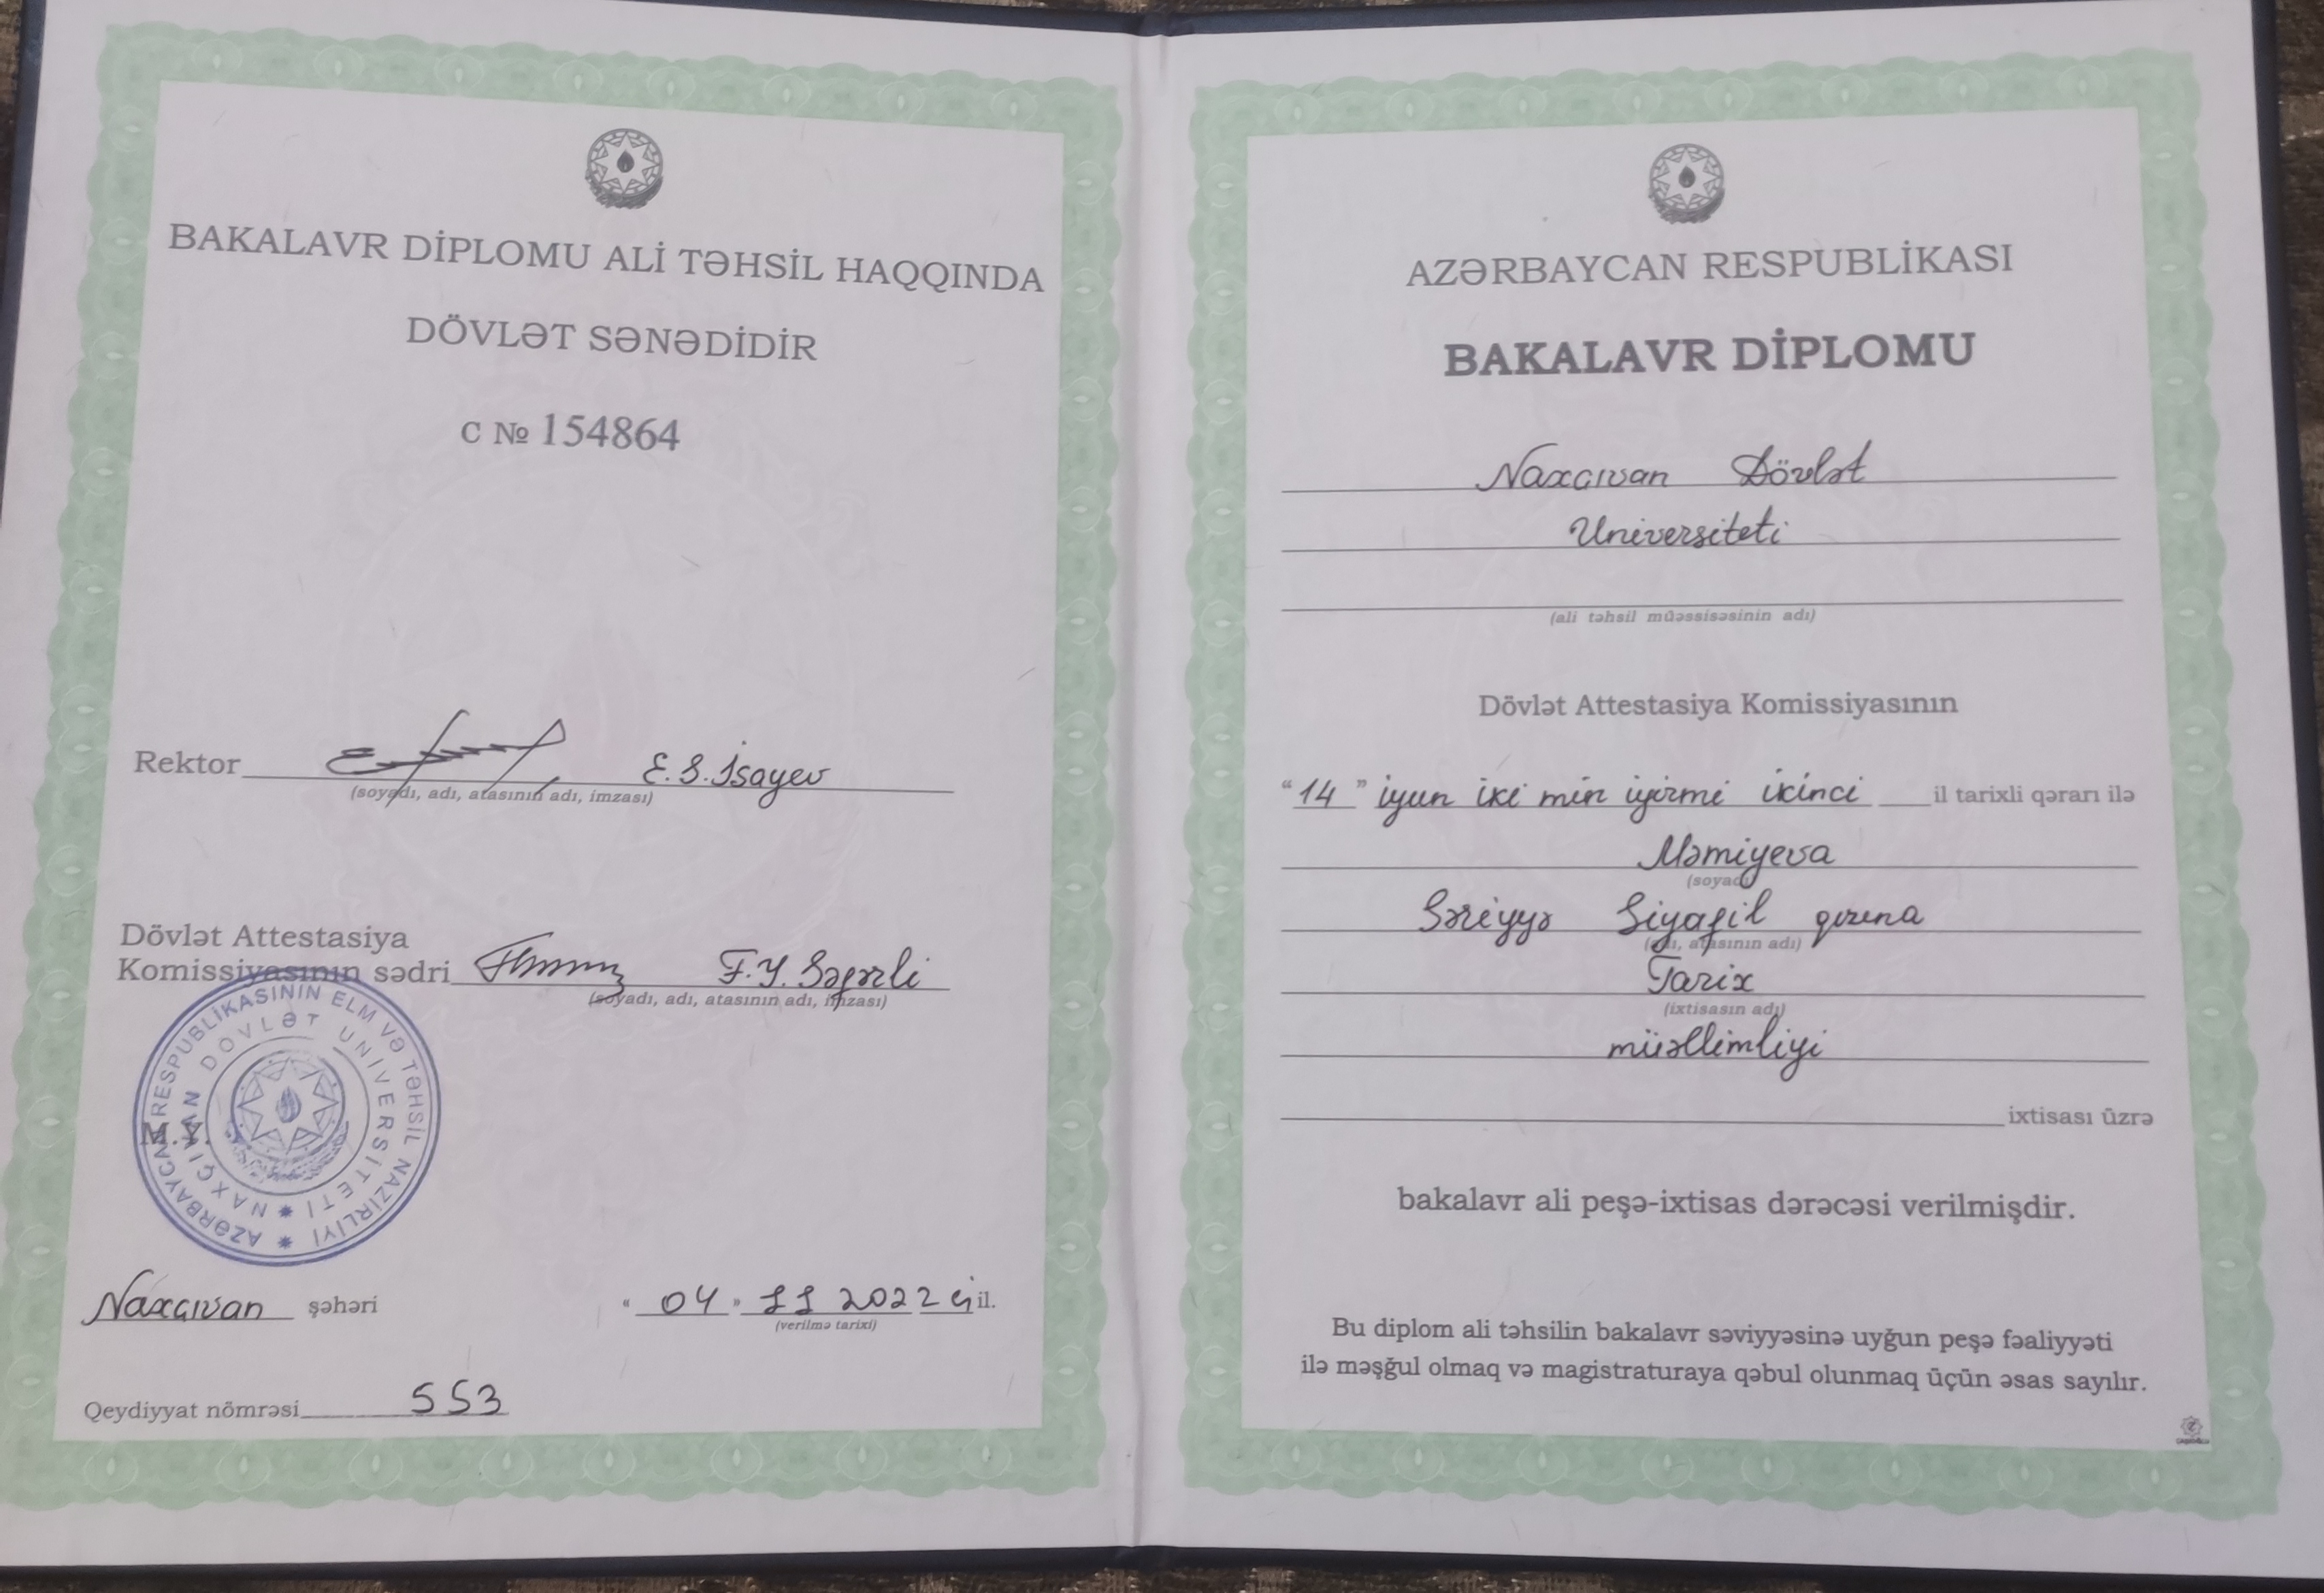 BAKALAVR DİPLOMU ALİ TƏHSİL HAQQINDA
DÖVLƏT SƏNƏDİDİR
C № 154864
Rektor E.S.İsayev
(soyadı, adı, atasının adı, imzası)
Dövlət Attestasiya
Komissiyasının sədri F.Y.Səfərli
(soyadı, adı, atasının adı, imzası)
AZƏRBAYCAN RESPUBLİKASININ ELM VƏ TƏHSİL NAZİRLİYİ
NAXÇIVAN DÖVLƏT UNİVERSİTETİ
M.Y.
Naxçıvan şəhəri
"04" 11 2022 ci il.
(verilmə tarixi)
Qeydiyyat nömrəsi 553
AZƏRBAYCAN RESPUBLİKASI
BAKALAVR DİPLOMU
Naxçıvan Dövlət
Universiteti
(ali təhsil müəssisəsinin adı)
Dövlət Attestasiya Komissiyasının
"14" iyun iki min iyirmi ikinci il tarixli qərarı ilə
Məmiyeva
(soyadı)
Səriyyə Siyafil qızına
(adı, atasının adı)
Tarix
(ixtisasın adı)
müəllimliyi
ixtisası üzrə
bakalavr ali peşə-ixtisas dərəcəsi verilmişdir.
Bu diplom ali təhsilin bakalavr səviyyəsinə uyğun peşə fəaliyyəti
ilə məşğul olmaq və magistraturaya qəbul olunmaq üçün əsas sayılır.